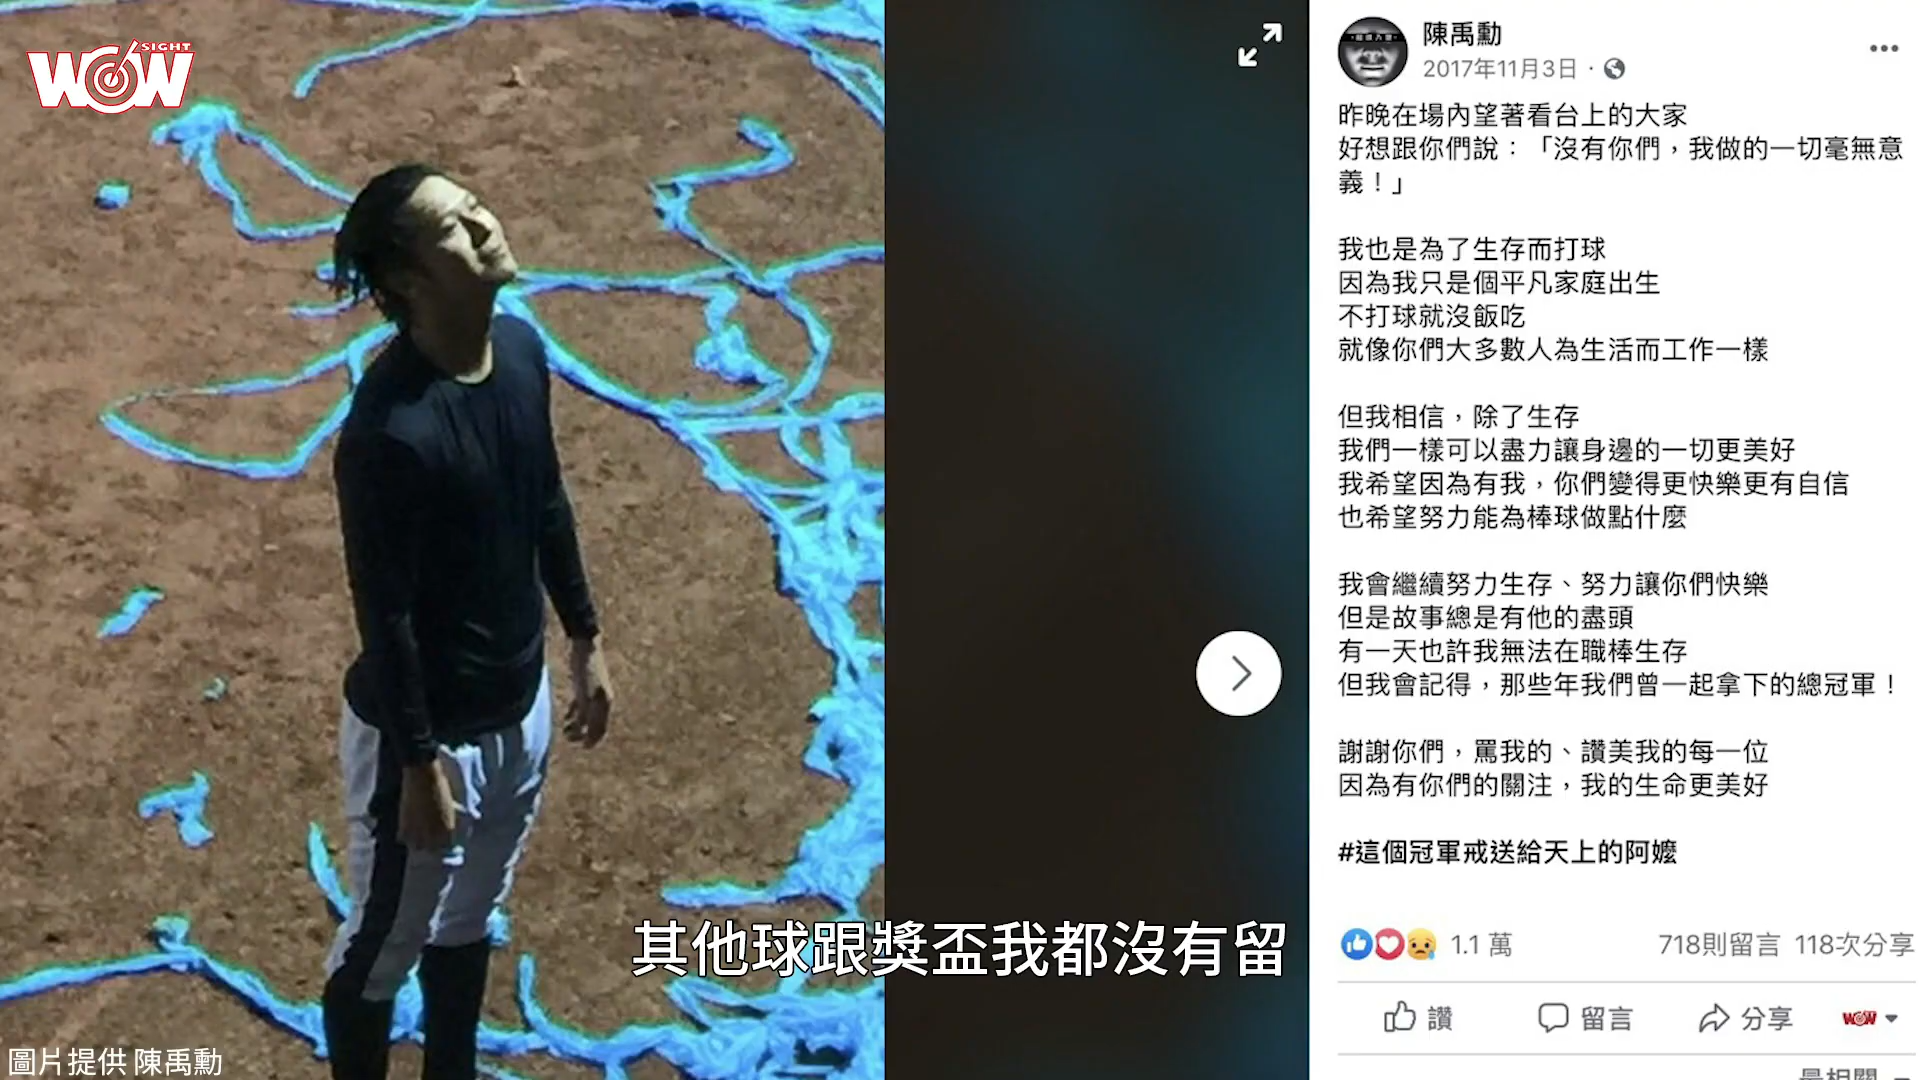 WOW SIGHT
陳禹勳
2017年11月3日 ·
昨晚在場內望著看台上的大家
好想跟你們說：「沒有你們，我做的一切毫無意
義！」
我也是為了生存而打球
因為我只是個平凡家庭出生
不打球就沒飯吃
就像你們大多數人為生活而工作一樣
但我相信，除了生存
我們一樣可以盡力讓身邊的一切更美好
我希望因為有我，你們變得更快樂更有自信
也希望努力能為棒球做點什麼
我會繼續努力生存、努力讓你們快樂
但是故事總是有他的盡頭
有一天也許我無法在職棒生存
但我會記得，那些年我們曾一起拿下的總冠軍！
謝謝你們，罵我的、讚美我的每一位
因為有你們的關注，我的生命更美好
#這個冠軍戒送給天上的阿嬤
1.1 萬 718則留言 118次分享
讚 留言 分享 WOW
最相關
其他球跟獎盃我都沒有留
圖片提供 陳禹勳